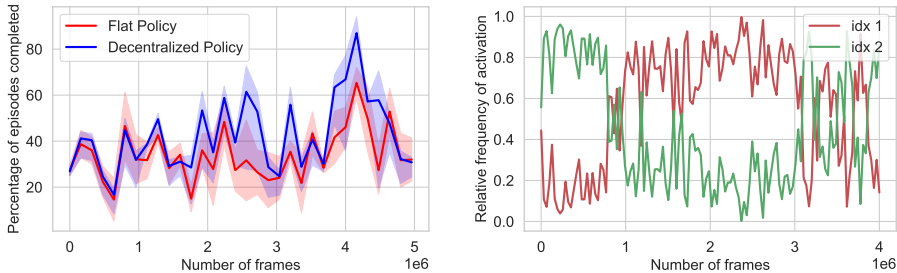 Percentage of episodes completed
80
60
40
20
Flat Policy
Decentralized Policy
0
1
2
3
4
5
1e6
Number of frames
Relative frequency of activation
1.0
0.8
0.6
0.4
0.2
0.0
idx 1
idx 2
0
1
2
3
4
1e6
Number of frames